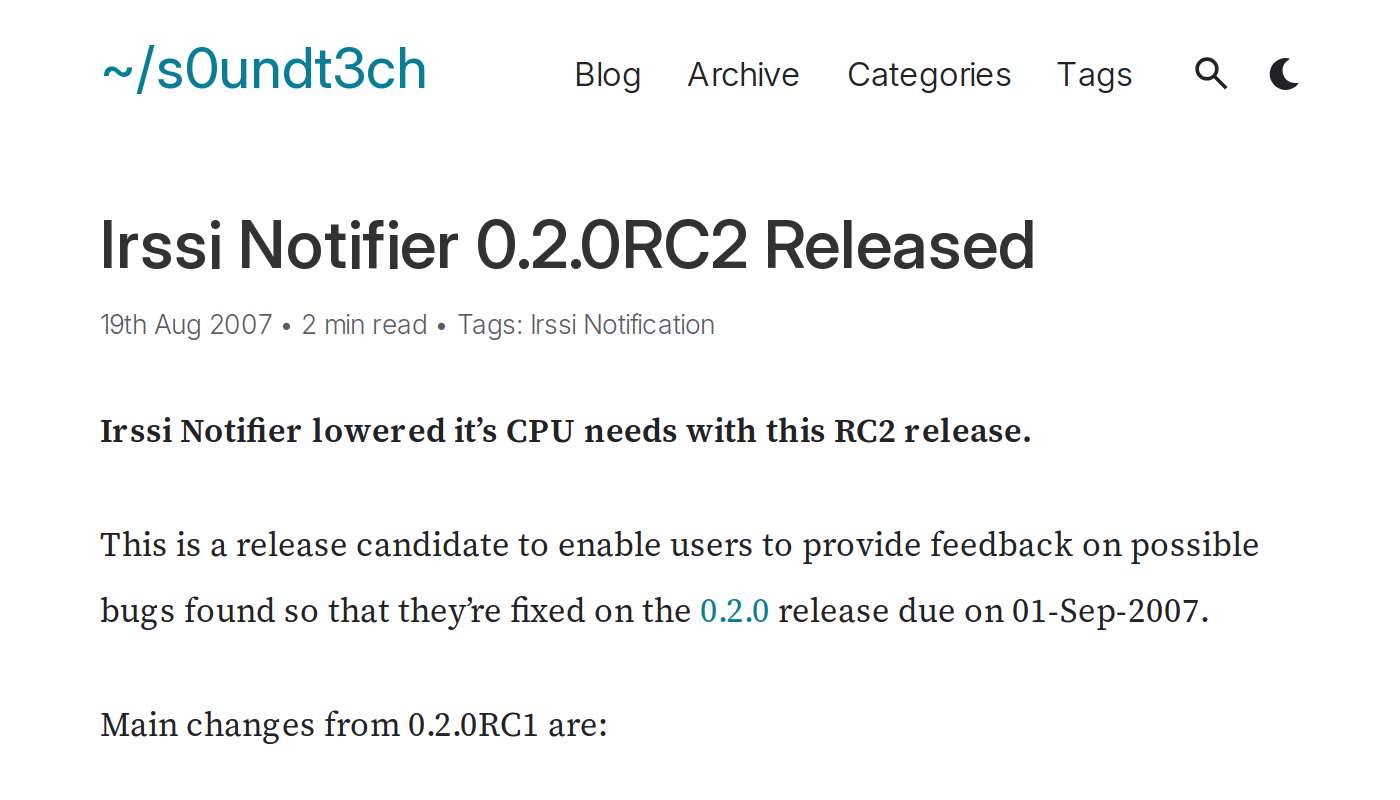 ~/s0undt3ch
Blog Archive Categories Tags
Irssi Notifier 0.2.0RC2 Released
19th Aug 2007 • 2 min read • Tags: Irssi Notification
Irssi Notifier lowered it’s CPU needs with this RC2 release.
This is a release candidate to enable users to provide feedback on possible
bugs found so that they’re fixed on the 0.2.0 release due on 01-Sep-2007.
Main changes from 0.2.0RC1 are: